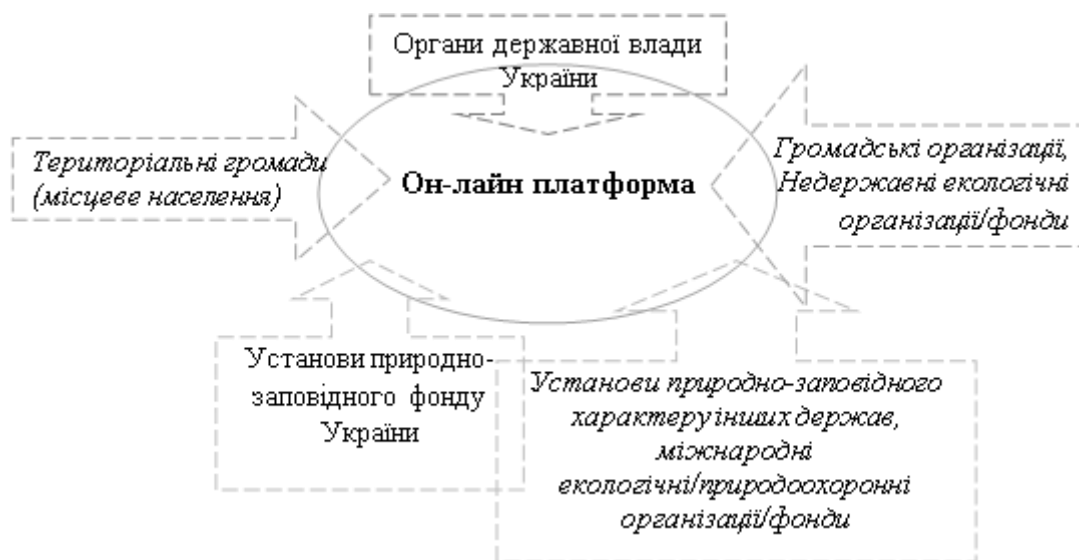 Органи державної влади
України
Територіальні громади
(місцеве населення)
Он-лайн платформа
Громадські організації,
Недержавні екологічні
організації/фонди
Установи природно-
заповідного фонду
України
Установи природно-заповідного
характеру інших держав,
міжнародні
екологічні/природоохоронні
організації/фонди